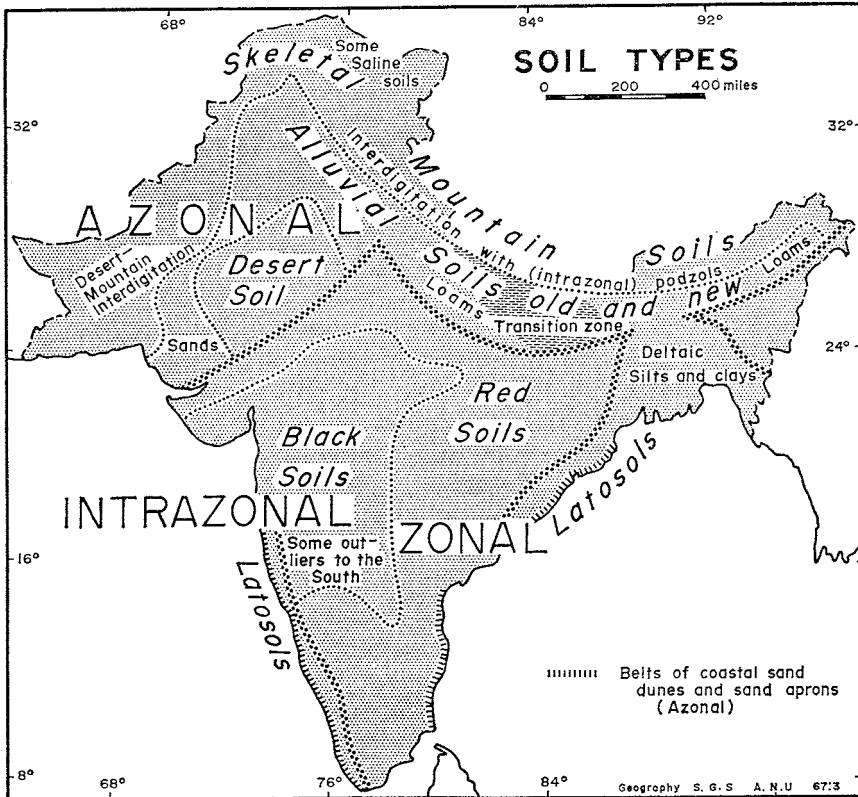 68°
84°
92°
SOIL TYPES
0 200 400 miles
Skeletal
Some
Saline
soils
32°
32°
Alluvial
Interdigitation
Mountain
AZONAL
with (intrazonal) podzols
Soils
Desert-
Mountain
Interdigitation
Desert
Soil
Loams
Soils old and new
Loams
Transition zone
Sands
24°
Deltaic
Silts and clays
Red
Soils
Black
Soils
Latosols
INTRAZONAL
ZONAL
16°
16°
Some out-
liers to the
South
Latosols
Belts of coastal sand
dunes and sand aprons
(Azonal)
8°
8°
68°
76°
84°
Geography S.G.S A.N.U 67:3